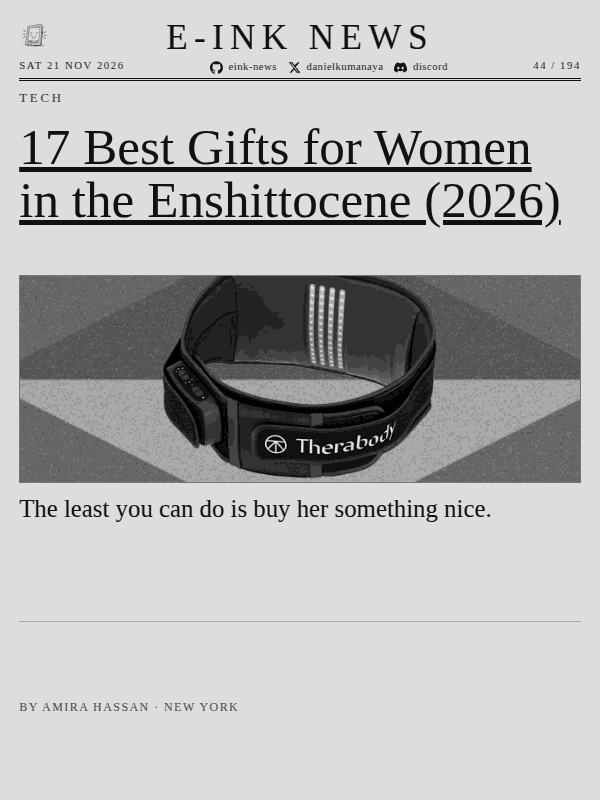 E-INK NEWS
SAT 21 NOV 2026
eink-news danielkumanaya discord
44 / 194
TECH
17 Best Gifts for Women
in the Enshittocene (2026)
Therabody
The least you can do is buy her something nice.
BY AMIRA HASSAN · NEW YORK